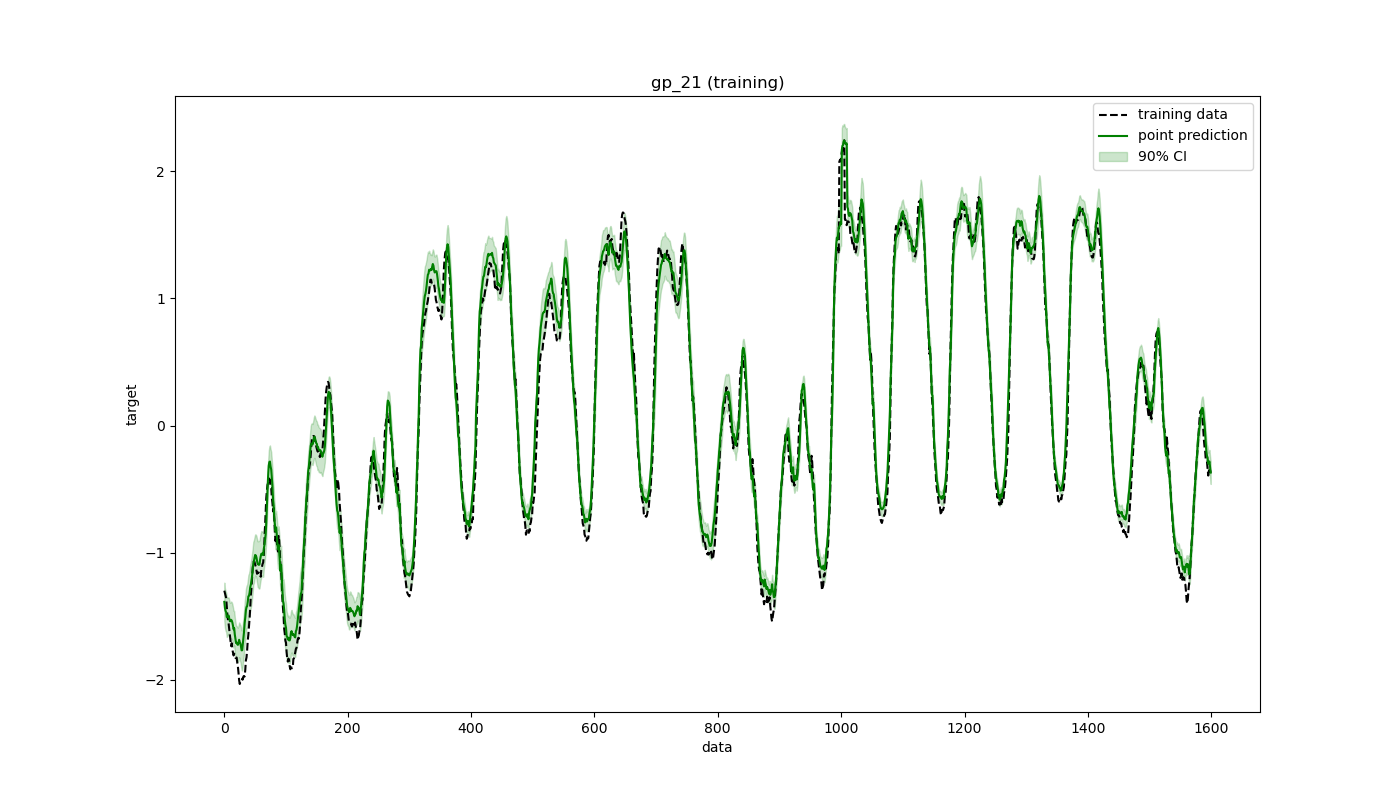 gp_21 (training)
training data
point prediction
90% CI
target
2
1
0
−1
−2
0 200 400 600 800 1000 1200 1400 1600
data